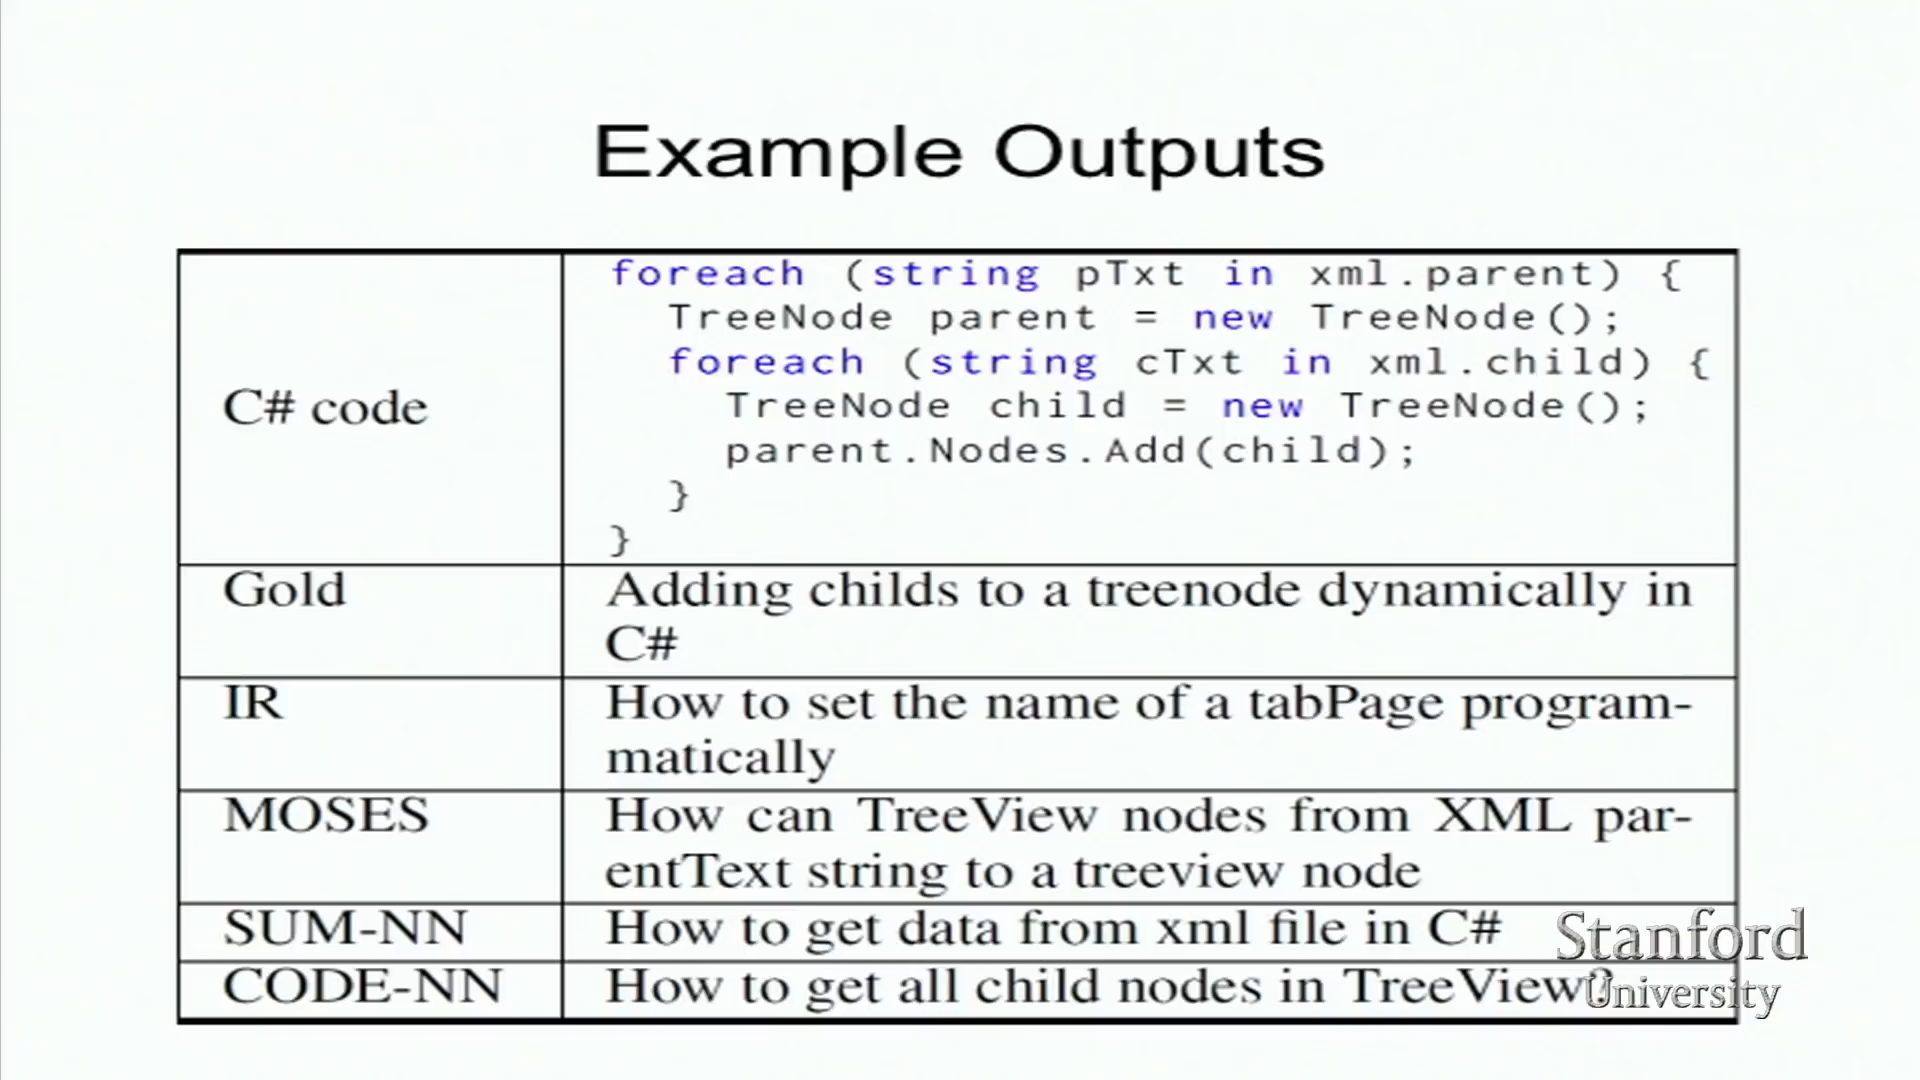 Example Outputs
C# code
foreach (string pTxt in xml.parent) {
TreeNode parent = new TreeNode();
foreach (string cTxt in xml.child) {
TreeNode child = new TreeNode();
parent.Nodes.Add(child);
}
}
Gold
Adding childs to a treenode dynamically in
C#
IR
How to set the name of a tabPage program-
matically
MOSES
How can TreeView nodes from XML par-
entText string to a treeview node
SUM-NN
How to get data from xml file in C#
CODE-NN
How to get all child nodes in TreeView?
Stanford
University